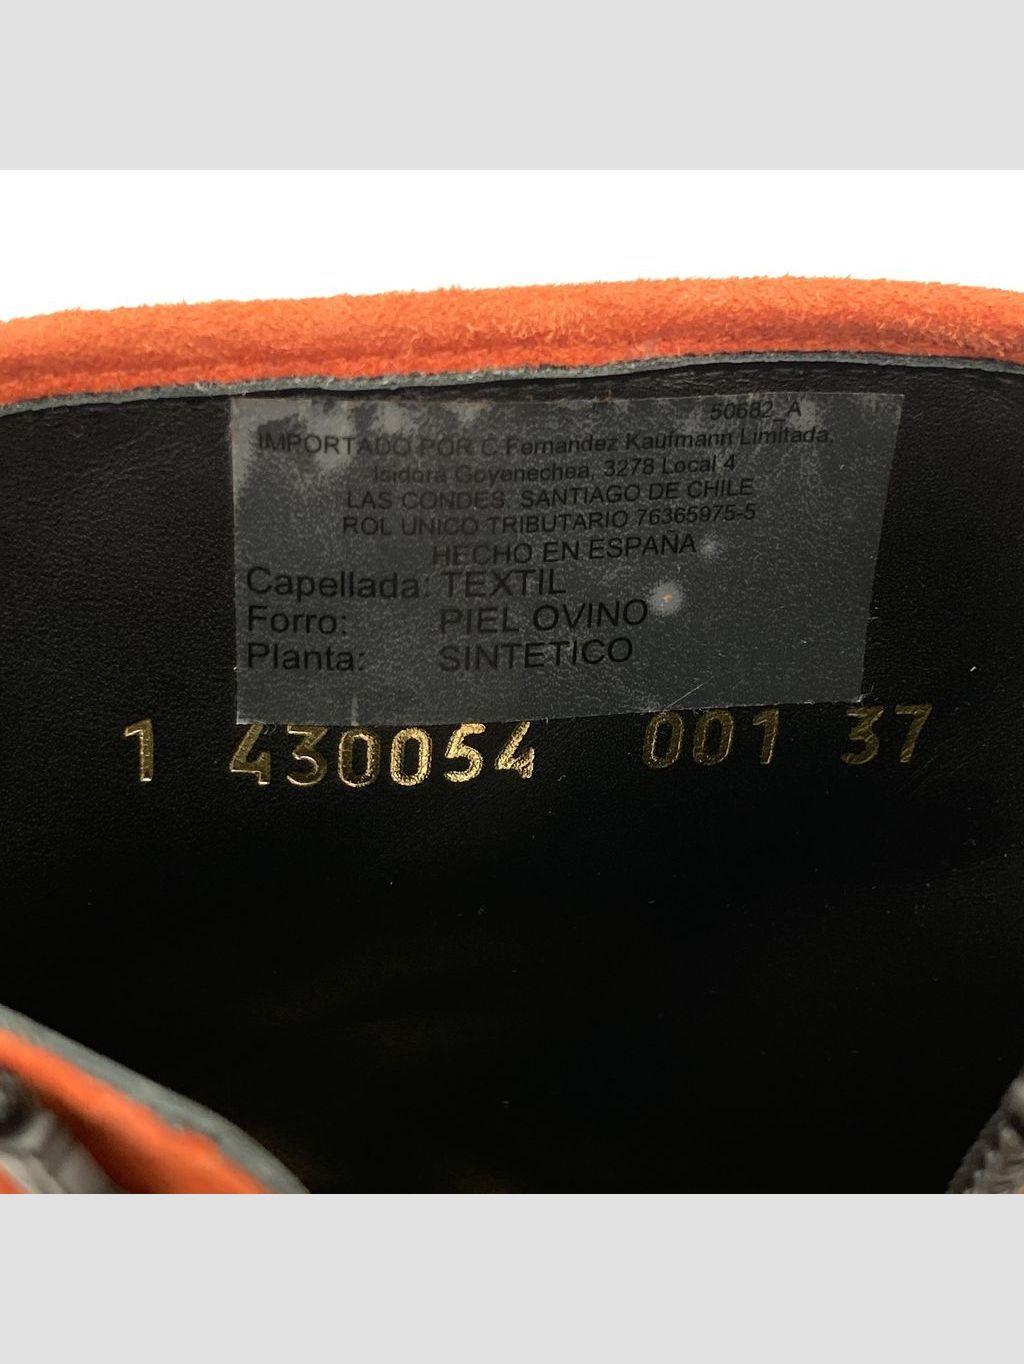 50682_A
IMPORTADO POR C Fernandez Kaufmann Limitada,
Isidora Goyenechea, 3278 Local 4
LAS CONDES, SANTIAGO DE CHILE
ROL UNICO TRIBUTARIO 76365975-5
HECHO EN ESPAÑA
Capellada: TEXTIL
Forro: PIEL OVINO
Planta: SINTETICO
1 430054 001 37